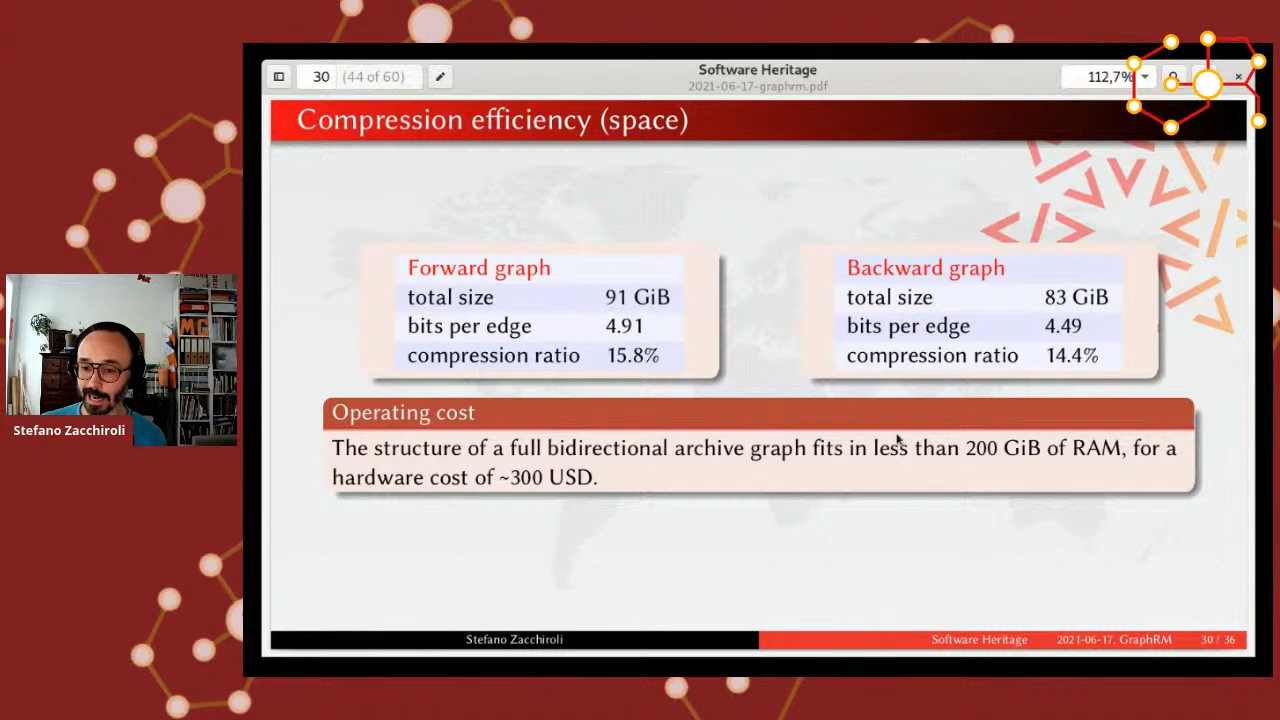 30 (44 of 60)
Software Heritage
2021-06-17-graphrm.pdf
112,7%
Compression efficiency (space)
Forward graph
total size 91 GiB
bits per edge 4.91
compression ratio 15.8%
Backward graph
total size 83 GiB
bits per edge 4.49
compression ratio 14.4%
Operating cost
The structure of a full bidirectional archive graph fits in less than 200 GiB of RAM, for a
hardware cost of ~300 USD.
Stefano Zacchiroli
Stefano Zacchiroli
Software Heritage 2021-06-17, GraphRM 30 / 36